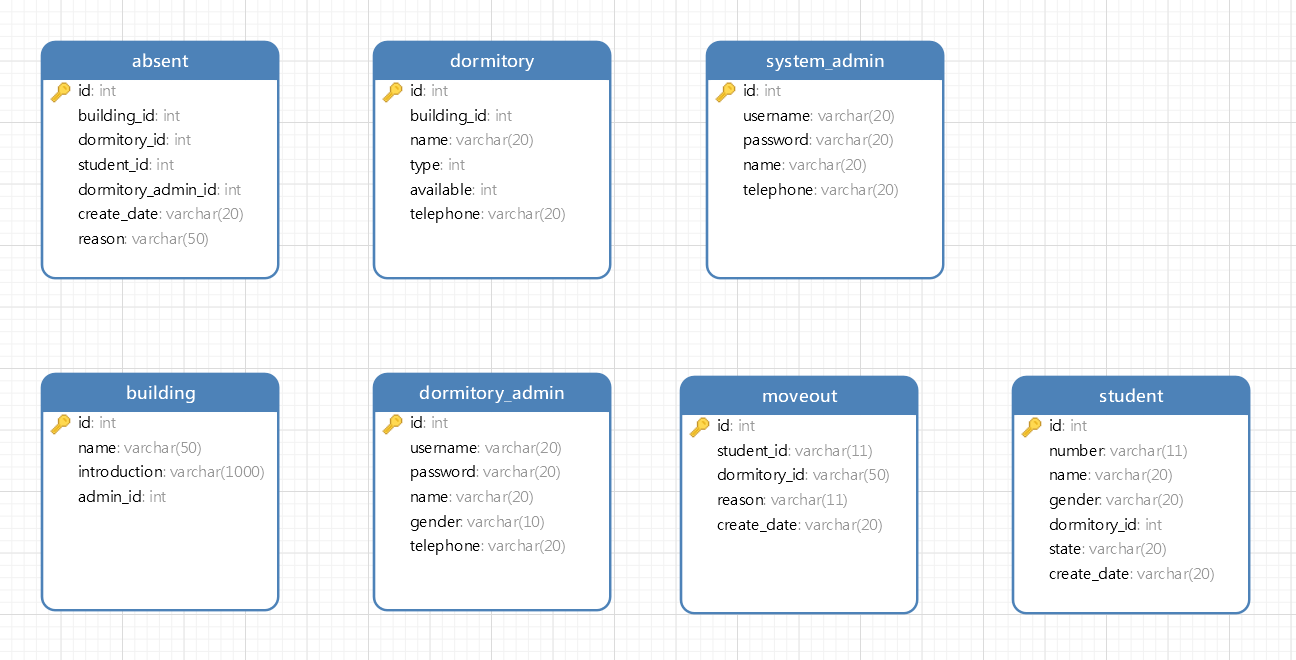 absent
id: int
building_id: int
dormitory_id: int
student_id: int
dormitory_admin_id: int
create_date: varchar(20)
reason: varchar(50)
dormitory
id: int
building_id: int
name: varchar(20)
type: int
available: int
telephone: varchar(20)
system_admin
id: int
username: varchar(20)
password: varchar(20)
name: varchar(20)
telephone: varchar(20)
building
id: int
name: varchar(50)
introduction: varchar(1000)
admin_id: int
dormitory_admin
id: int
username: varchar(20)
password: varchar(20)
name: varchar(20)
gender: varchar(10)
telephone: varchar(20)
moveout
id: int
student_id: varchar(11)
dormitory_id: varchar(50)
reason: varchar(11)
create_date: varchar(20)
student
id: int
number: varchar(11)
name: varchar(20)
gender: varchar(20)
dormitory_id: int
state: varchar(20)
create_date: varchar(20)